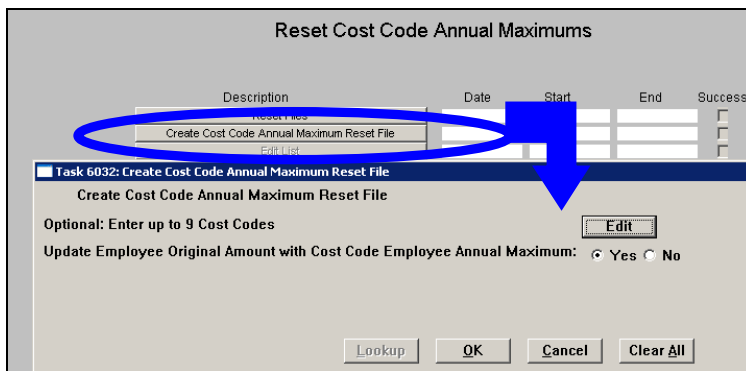 Reset Cost Code Annual Maximums
Description Date Start End Success
Reset Files
Create Cost Code Annual Maximum Reset File
Edit List
Task 6032: Create Cost Code Annual Maximum Reset File
Create Cost Code Annual Maximum Reset File
Optional: Enter up to 9 Cost Codes Edit
Update Employee Original Amount with Cost Code Employee Annual Maximum: Yes No
Lookup OK Cancel Clear All